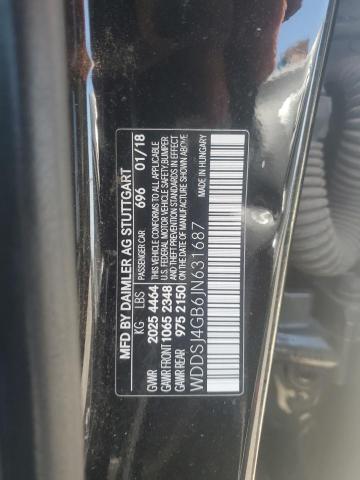 MFD BY DAIMLER AG STUTTGART
KG LBS PASSENGER CAR 696 01/18
GVWR 2025 4464 THIS VEHICLE CONFORMS TO ALL APPLICABLE
GAWR FRONT 1065 2348 U.S. FEDERAL MOTOR VEHICLE SAFETY,BUMPER
GAWR REAR 975 2150 AND THEFT PREVENTION STANDARDS IN EFFECT
ON THE DATE OF MANUFACTURE SHOWN ABOVE
WDDSJ4GB6JN631687 MADE IN HUNGARY